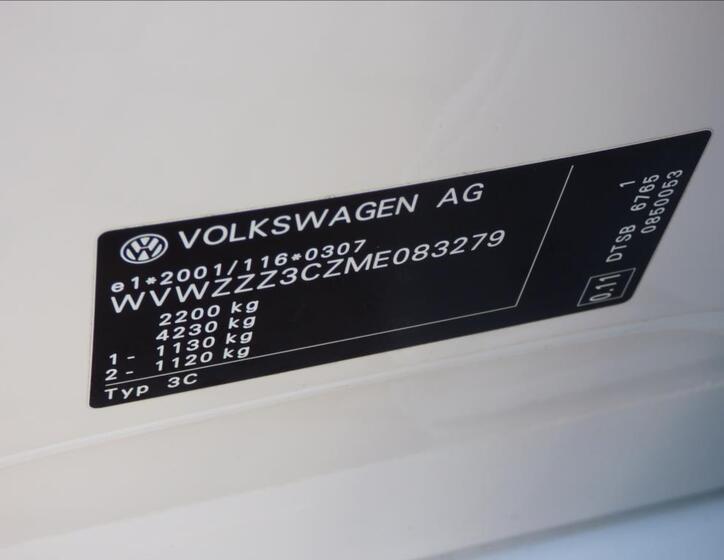 VOLKSWAGEN AG
e1*2001/116*0307
WVWZZZ3CZME083279
2200 kg
4230 kg
1 - 1130 kg
2 - 1120 kg
Typ 3C
0.11
DTSB 6765 1
0850053